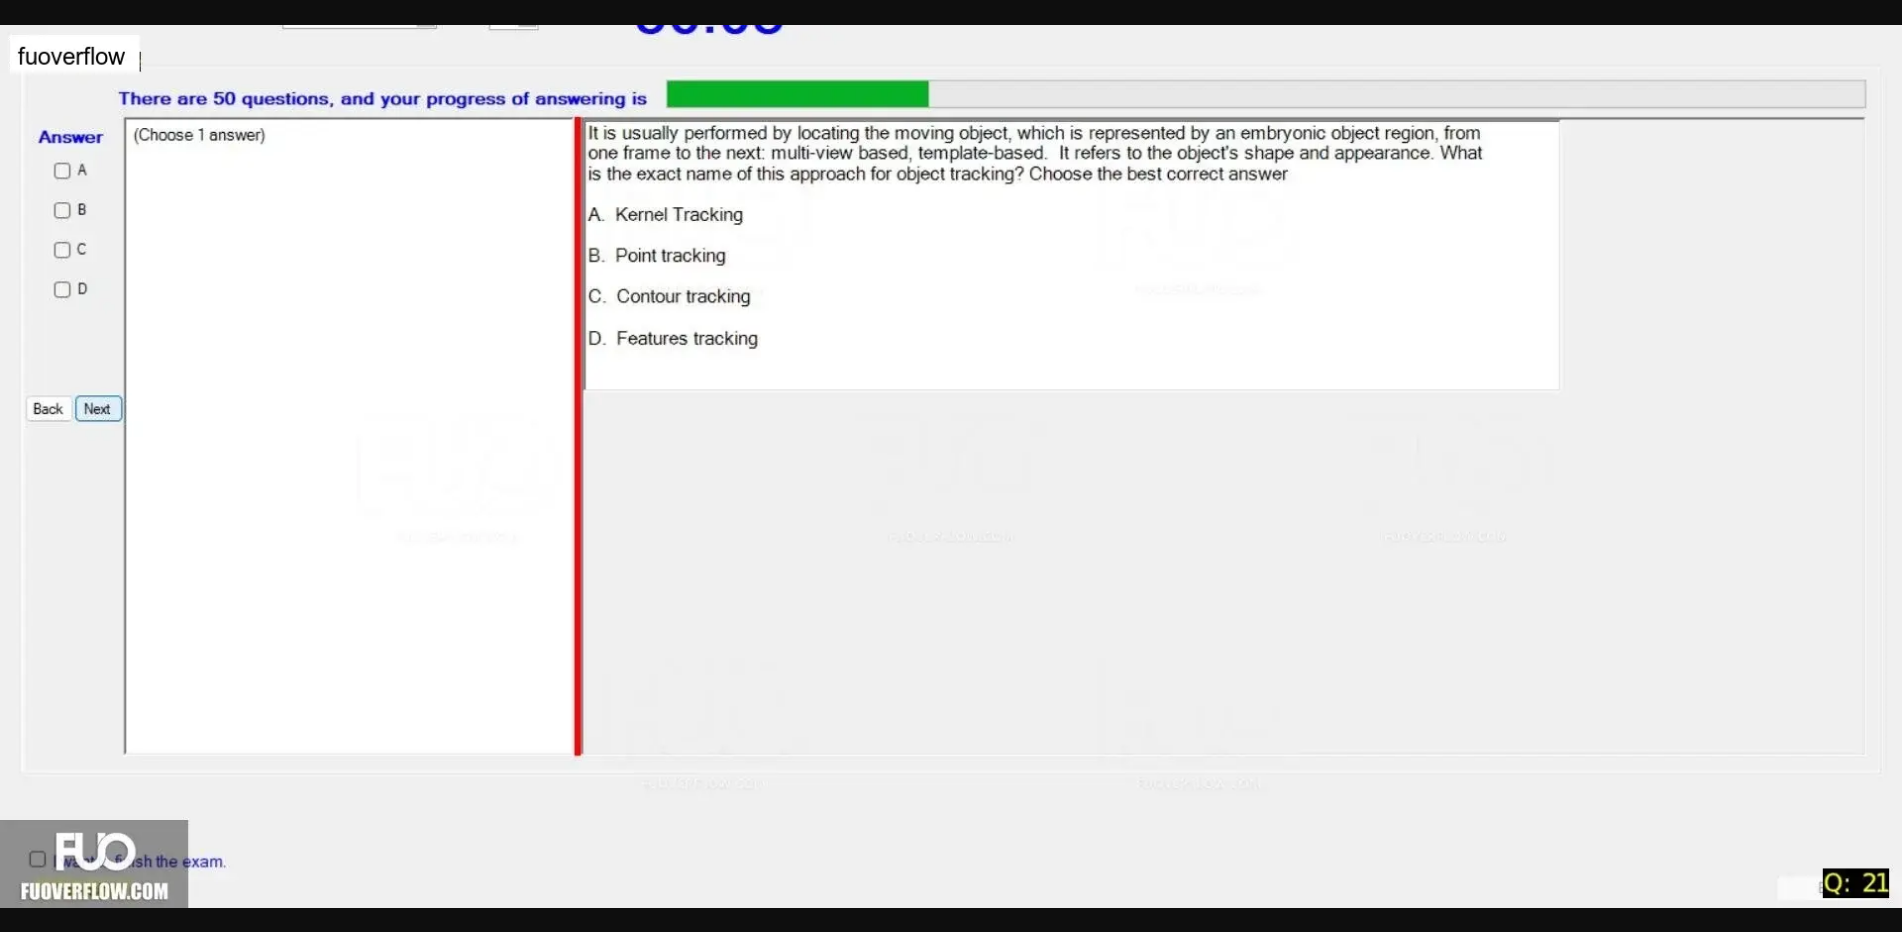 fuoverflow
There are 50 questions, and your progress of answering is
Answer
(Choose 1 answer)
A
B
C
D
Back
Next
It is usually performed by locating the moving object, which is represented by an embryonic object region, from
one frame to the next: multi-view based, template-based.  It refers to the object's shape and appearance. What
is the exact name of this approach for object tracking? Choose the best correct answer
A.  Kernel Tracking
B.  Point tracking
C.  Contour tracking
D.  Features tracking
FUO
the exam.
FUOVERFLOW.COM
Q: 21